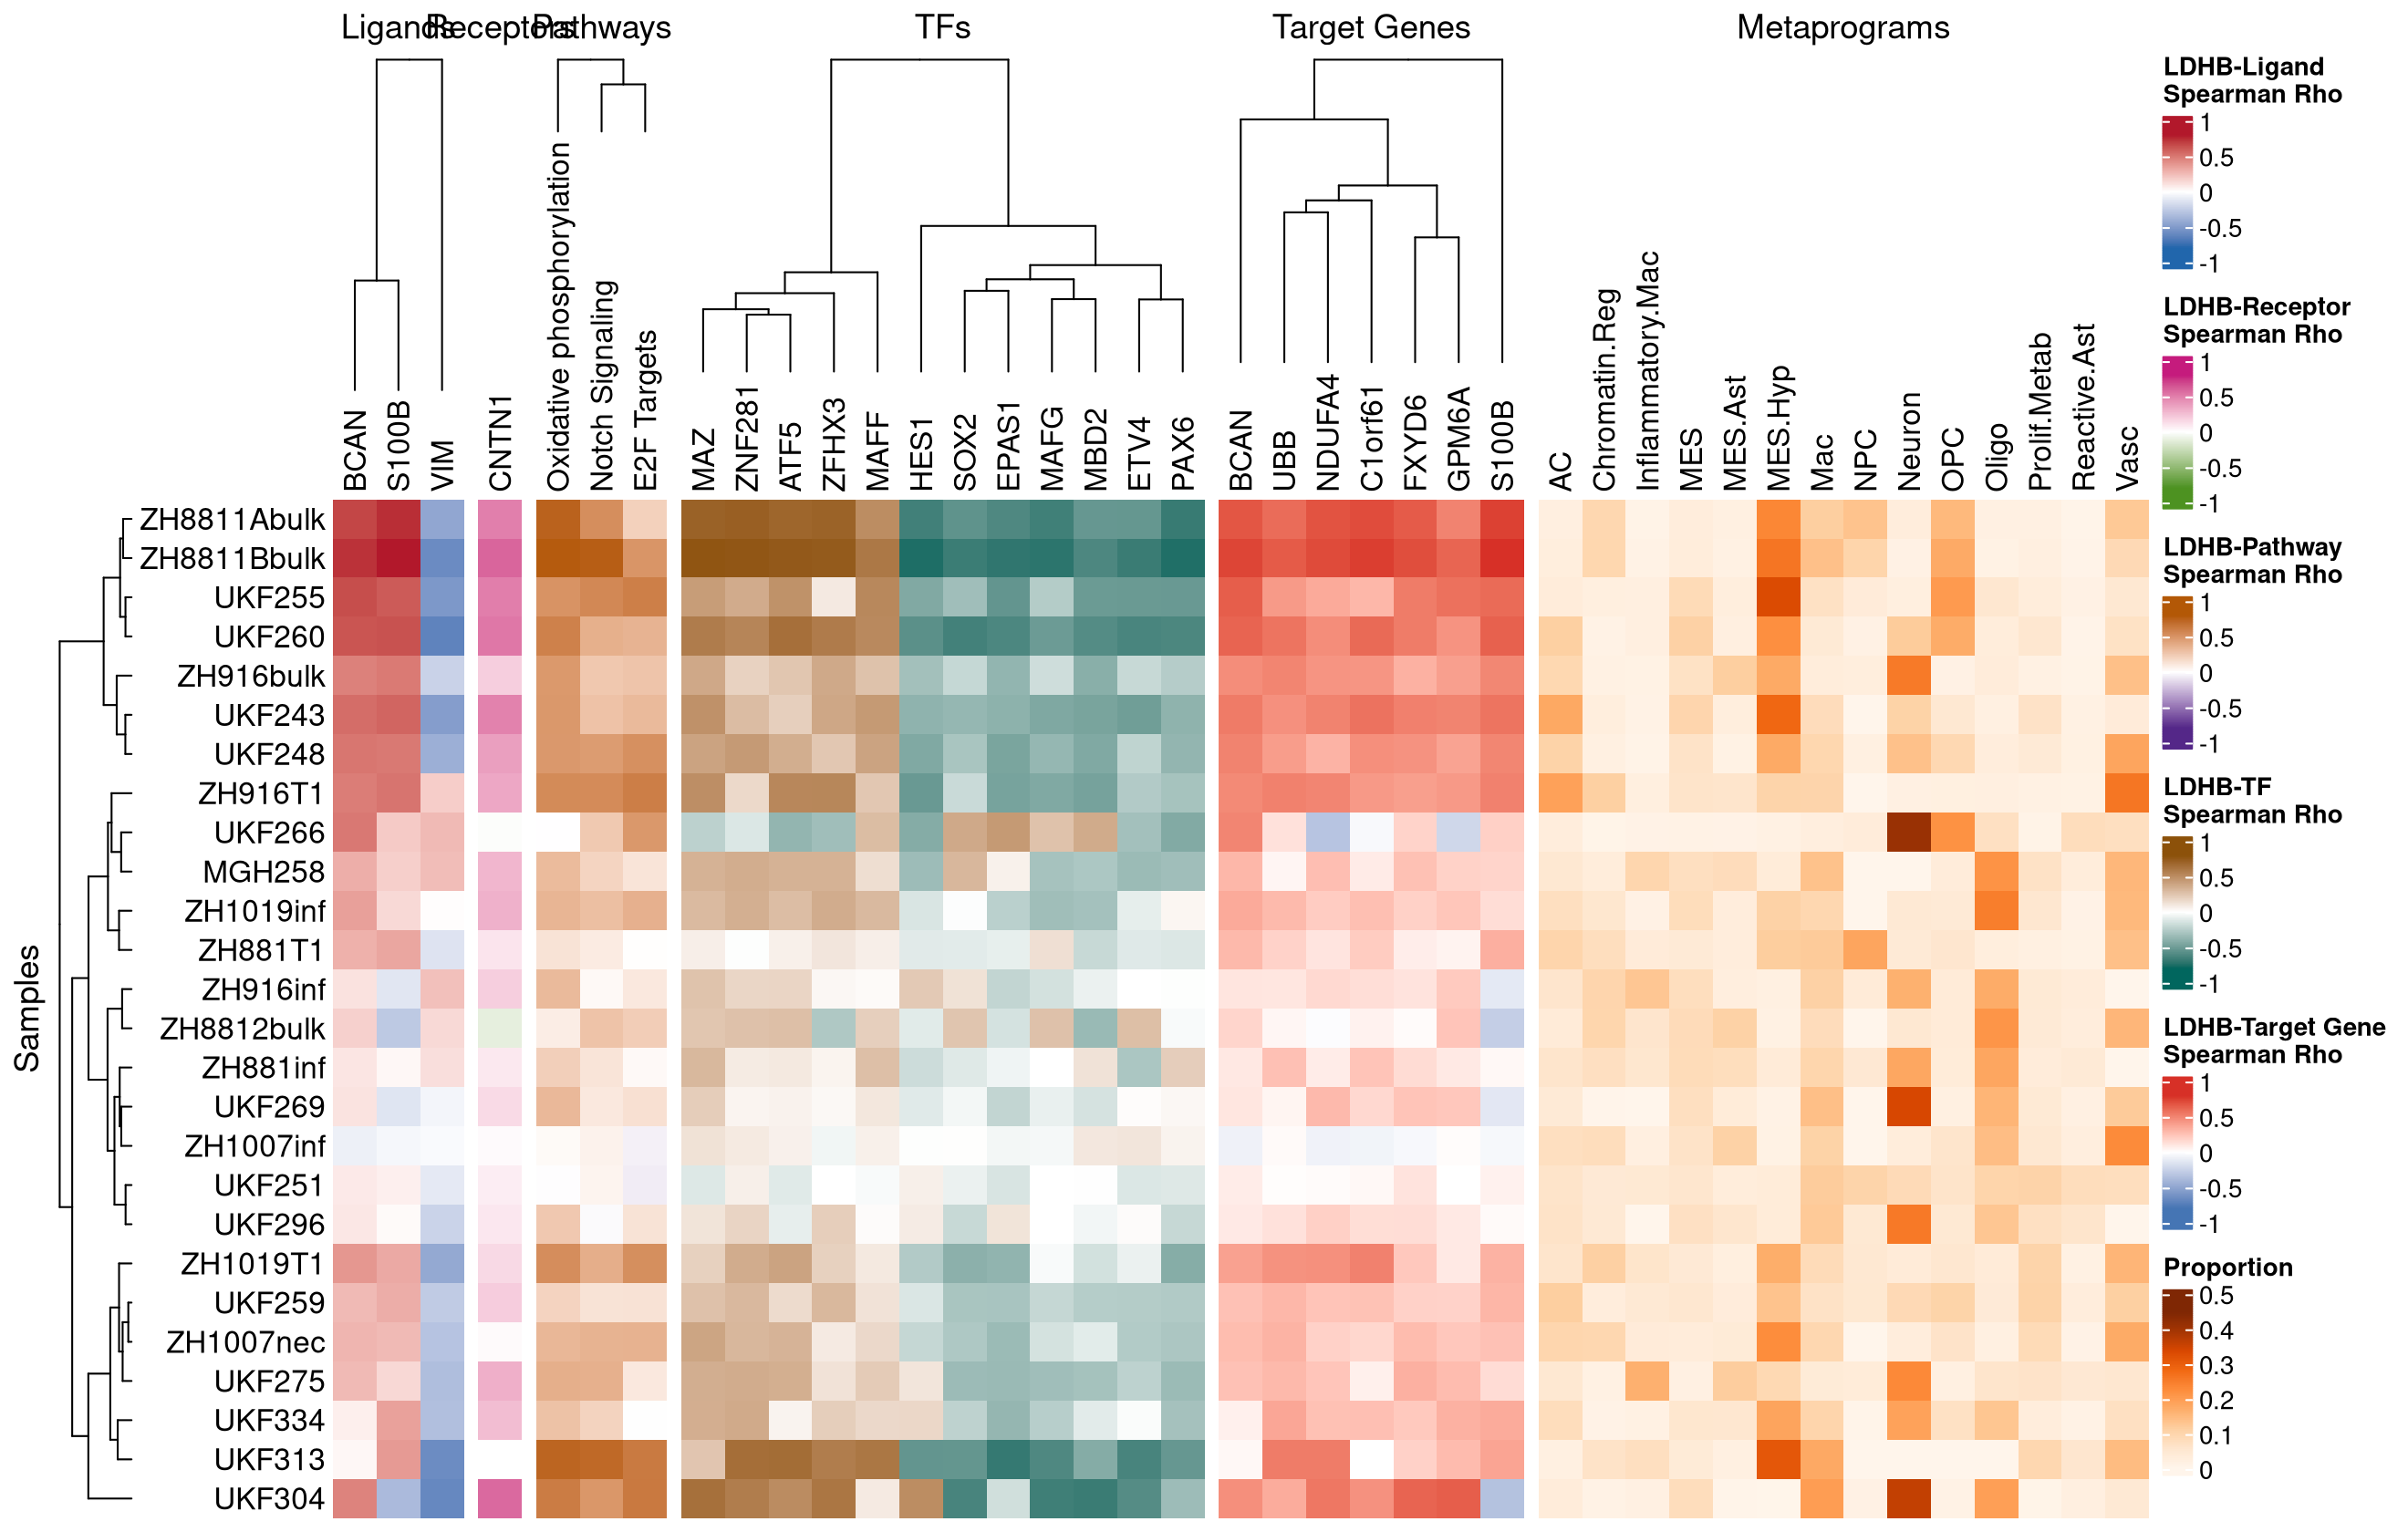 Ligands Receptors Pathways TFs Target Genes Metaprograms
BCAN S100B VIM CNTN1 Oxidative phosphorylation Notch Signaling E2F Targets MAZ ZNF281 ATF5 ZFHX3 MAFF HES1 SOX2 EPAS1 MAFG MBD2 ETV4 PAX6 BCAN UBB NDUFA4 C1orf61 FXYD6 GPM6A S100B AC Chromatin.Reg Inflammatory.Mac MES MES.Ast MES.Hyp Mac NPC Neuron OPC Oligo Prolif.Metab Reactive.Ast Vasc
Samples
ZH8811Abulk
ZH8811Bbulk
UKF255
UKF260
ZH916bulk
UKF243
UKF248
ZH916T1
UKF266
MGH258
ZH1019inf
ZH881T1
ZH916inf
ZH8812bulk
ZH881inf
UKF269
ZH1007inf
UKF251
UKF296
ZH1019T1
UKF259
ZH1007nec
UKF275
UKF334
UKF313
UKF304
LDHB-Ligand
Spearman Rho
1
0.5
0
-0.5
-1
LDHB-Receptor
Spearman Rho
1
0.5
0
-0.5
-1
LDHB-Pathway
Spearman Rho
1
0.5
0
-0.5
-1
LDHB-TF
Spearman Rho
1
0.5
0
-0.5
-1
LDHB-Target Gene
Spearman Rho
1
0.5
0
-0.5
-1
Proportion
0.5
0.4
0.3
0.2
0.1
0